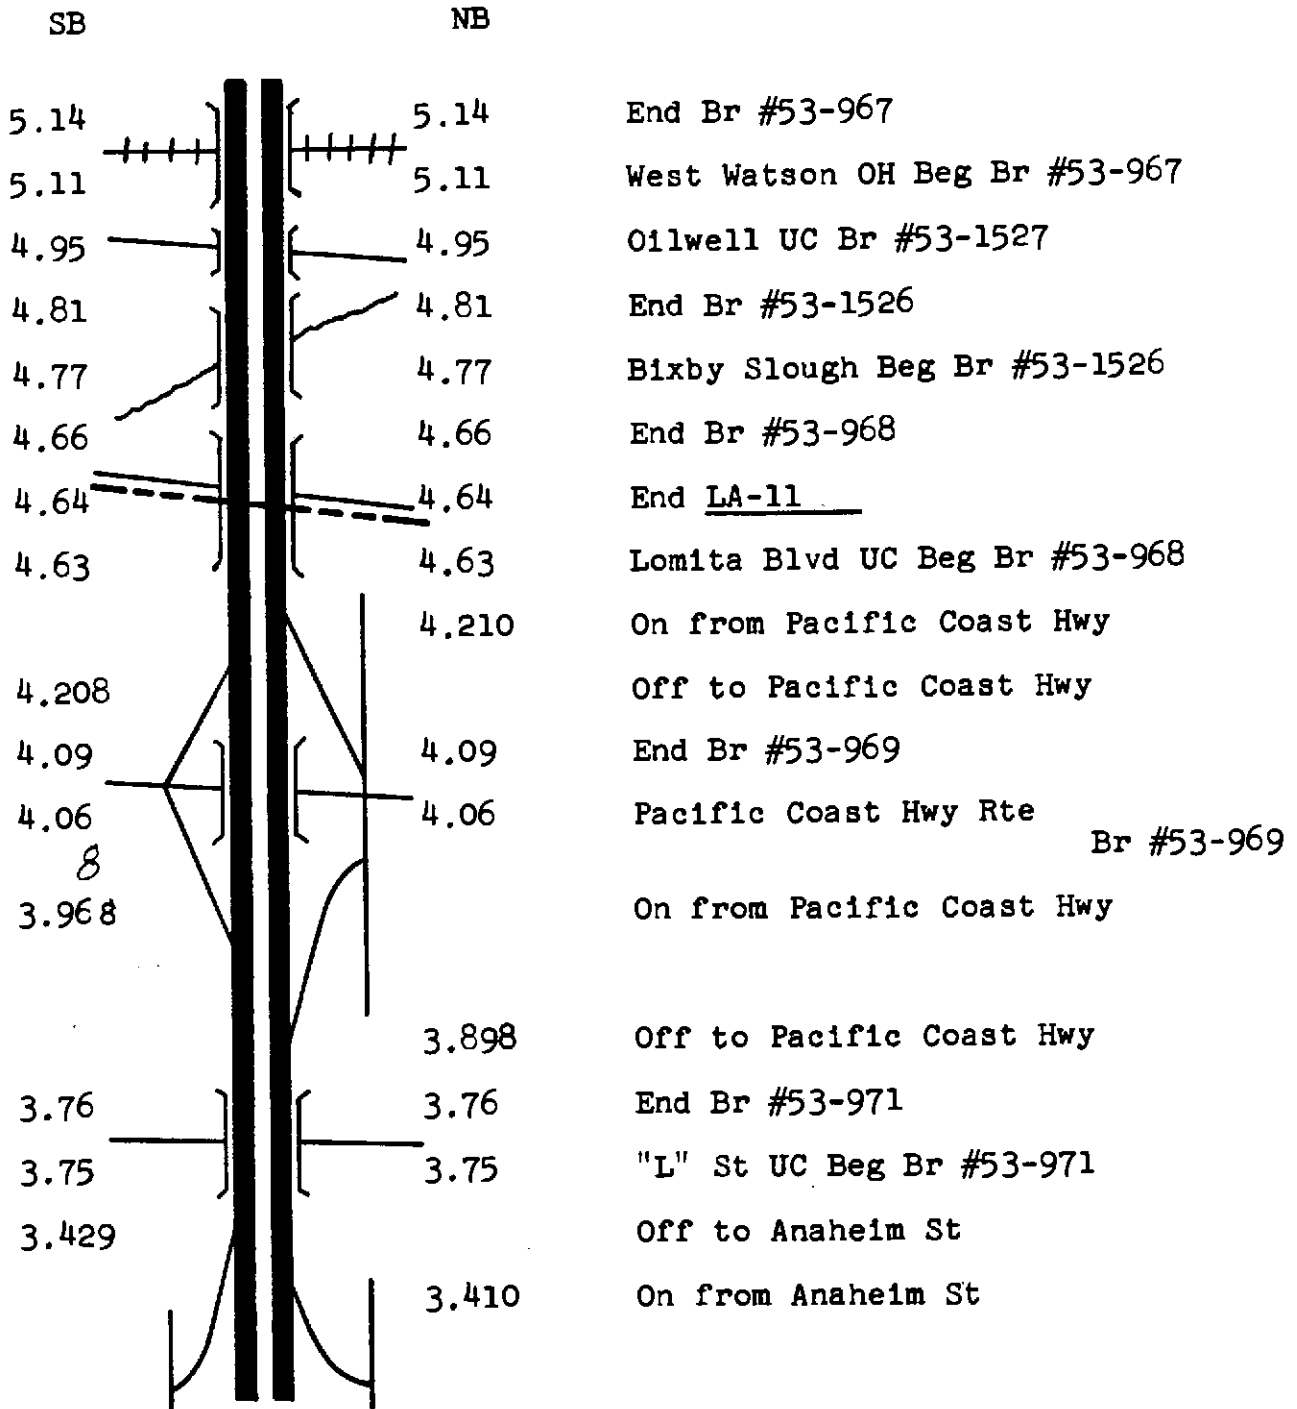 SB NB
5.14 5.14 End Br #53-967
5.11 5.11 West Watson OH Beg Br #53-967
4.95 4.95 Oilwell UC Br #53-1527
4.81 4.81 End Br #53-1526
4.77 4.77 Bixby Slough Beg Br #53-1526
4.66 4.66 End Br #53-968
4.64 4.64 End LA-11
4.63 4.63 Lomita Blvd UC Beg Br #53-968
4.210 On from Pacific Coast Hwy
4.208 Off to Pacific Coast Hwy
4.09 4.09 End Br #53-969
4.06 4.06 Pacific Coast Hwy Rte
8 Br #53-969
3.968 On from Pacific Coast Hwy
3.898 Off to Pacific Coast Hwy
3.76 3.76 End Br #53-971
3.75 3.75 "L" St UC Beg Br #53-971
3.429 Off to Anaheim St
3.410 On from Anaheim St